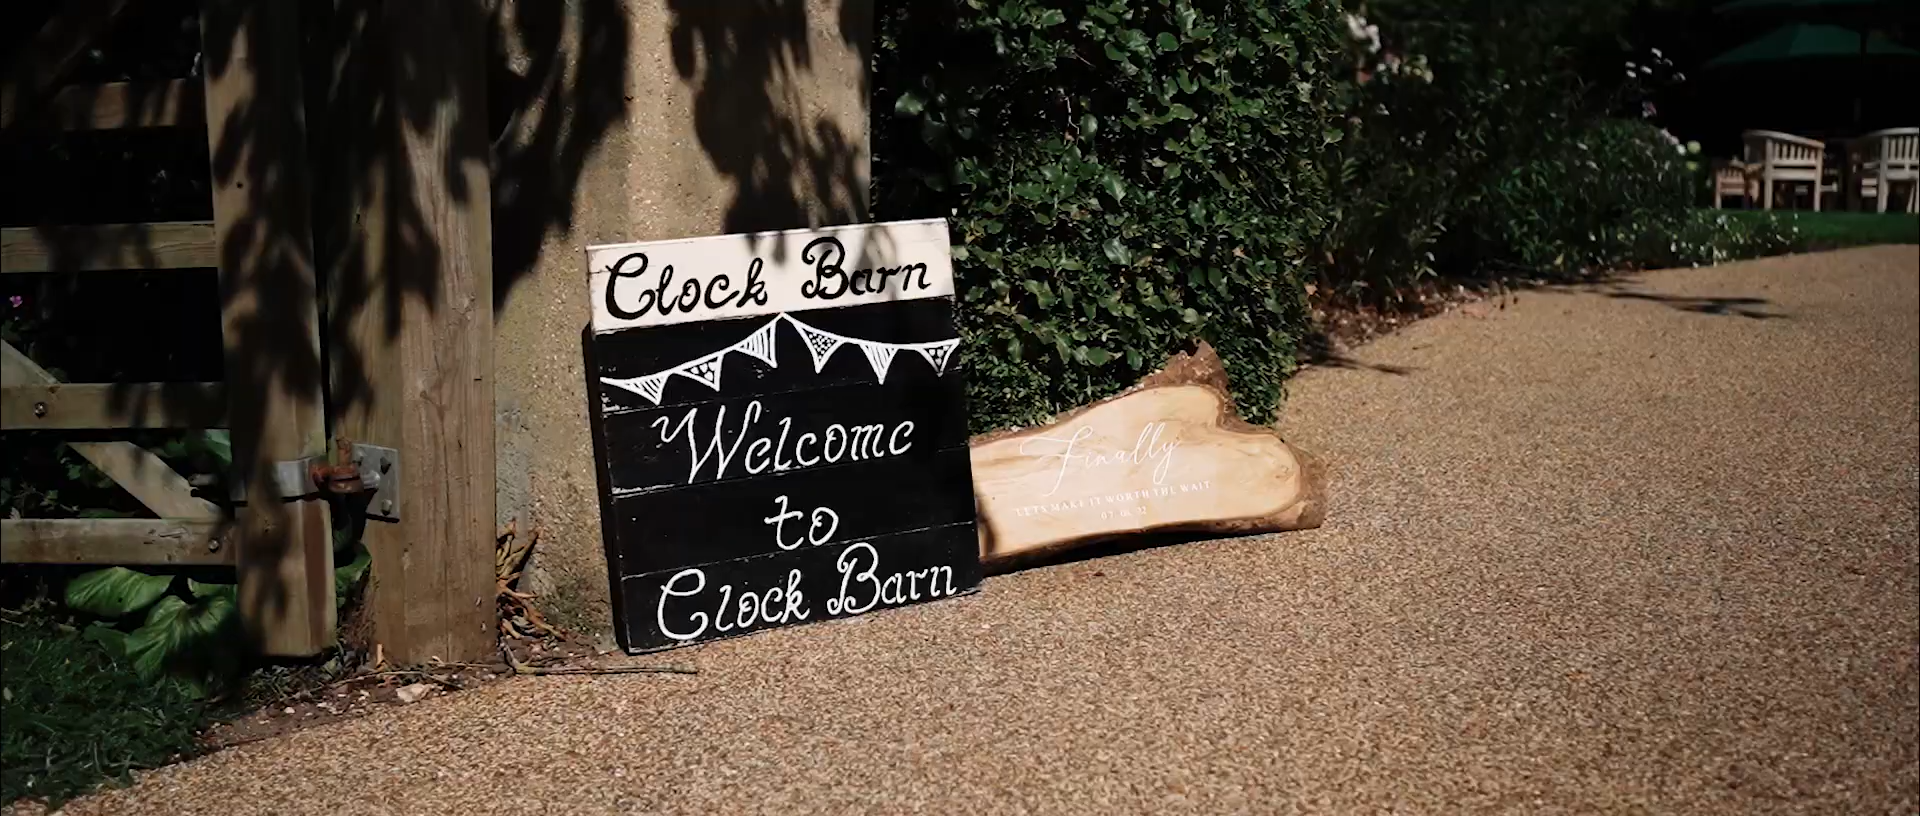 Clock Barn
Welcome
to
Clock Barn
Finally
LETS MAKE IT WORTH THE WAIT